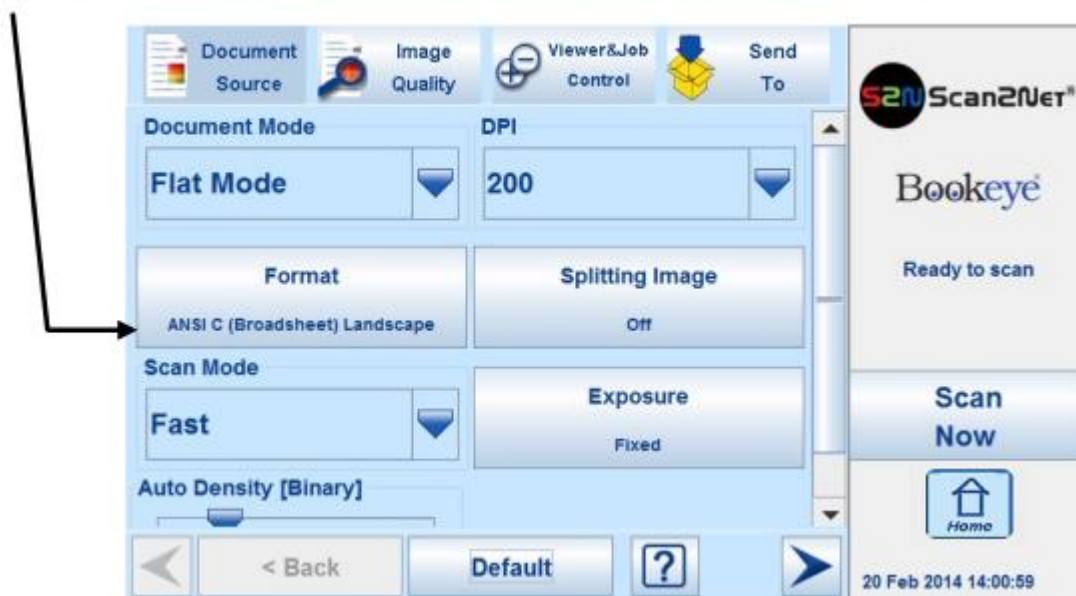 Document
Source
Image
Quality
Viewer&Job
Control
Send
To
Document Mode
DPI
Flat Mode
200
Format
ANSI C (Broadsheet) Landscape
Splitting Image
Off
Scan Mode
Fast
Exposure
Fixed
Auto Density [Binary]
< Back
Default
?
S2N Scan2Net®
Bookeye
Ready to scan
Scan
Now
Home
20 Feb 2014 14:00:59